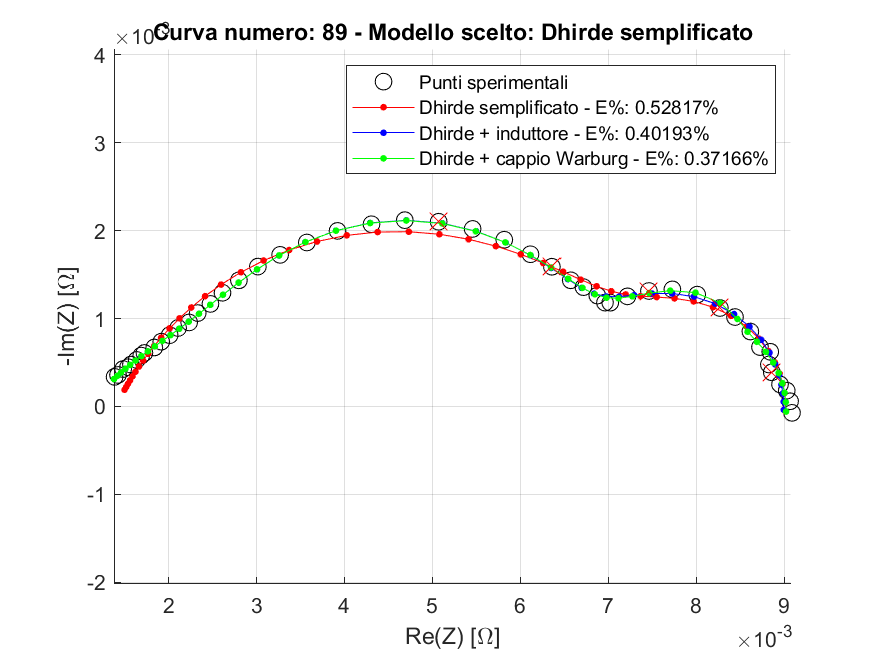 ×10-3
Curva numero: 89 - Modello scelto: Dhirde semplificato
Punti sperimentali
Dhirde semplificato - E%: 0.52817%
Dhirde + induttore - E%: 0.40193%
Dhirde + cappio Warburg - E%: 0.37166%
4
3
2
1
0
-1
-2
-Im(Z) [Ω]
2 3 4 5 6 7 8 9
Re(Z) [Ω]
×10-3